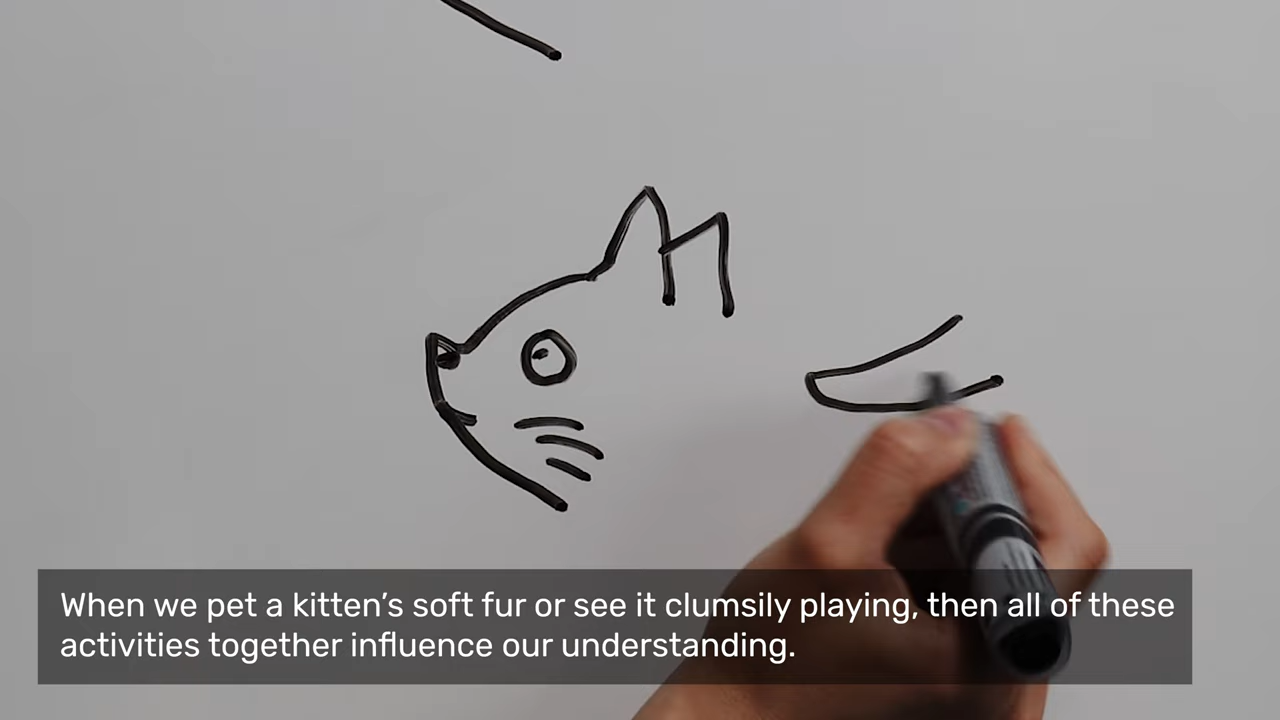 When we pet a kitten's soft fur or see it clumsily playing, then all of these
activities together influence our understanding.